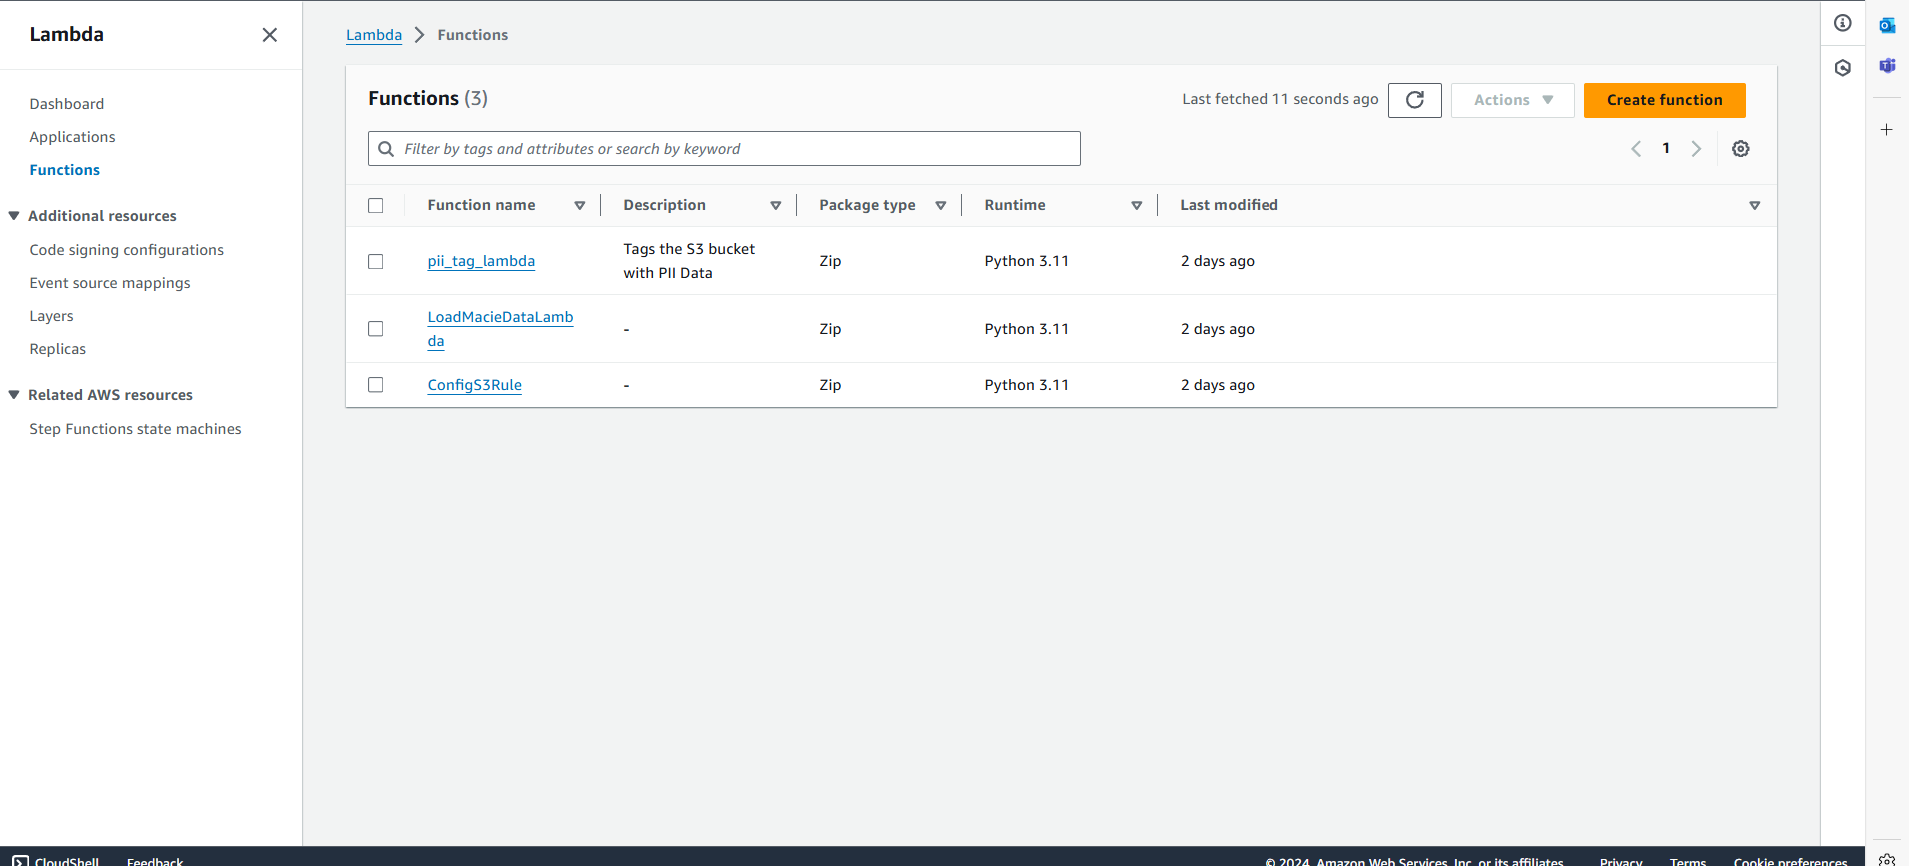 Lambda
Dashboard
Applications
Functions
Additional resources
Code signing configurations
Event source mappings
Layers
Replicas
Related AWS resources
Step Functions state machines
Lambda Functions
Functions (3)
Last fetched 11 seconds ago Actions Create function
Filter by tags and attributes or search by keyword
1
Function name Description Package type Runtime Last modified
pii_tag_lambda Tags the S3 bucket with PII Data Zip Python 3.11 2 days ago
LoadMacieDataLamb
da - Zip Python 3.11 2 days ago
ConfigS3Rule - Zip Python 3.11 2 days ago
CloudShell Feedback © 2024, Amazon Web Services, Inc. or its affiliates. Privacy Terms Cookie preferences